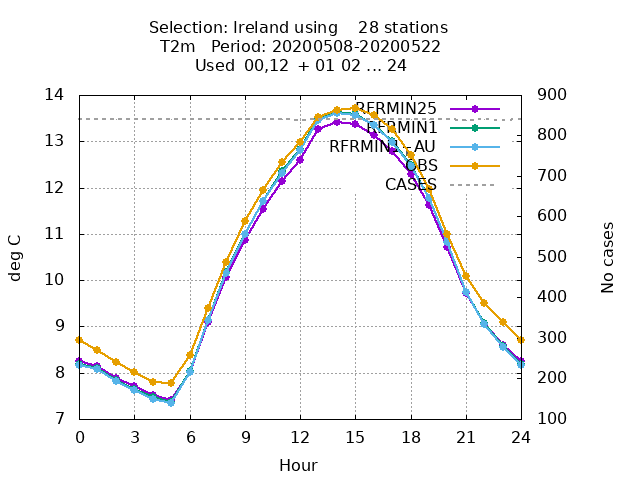 Selection: Ireland using 28 stations
T2m Period: 20200508-20200522
Used 00,12 + 01 02 ... 24
RFRMIN25
RFRMIN1
OBS
CASES
14
13
12
11
10
9
8
7
900
800
700
600
500
400
300
200
100
deg C
No cases
0 3 6 9 12 15 18 21 24
Hour